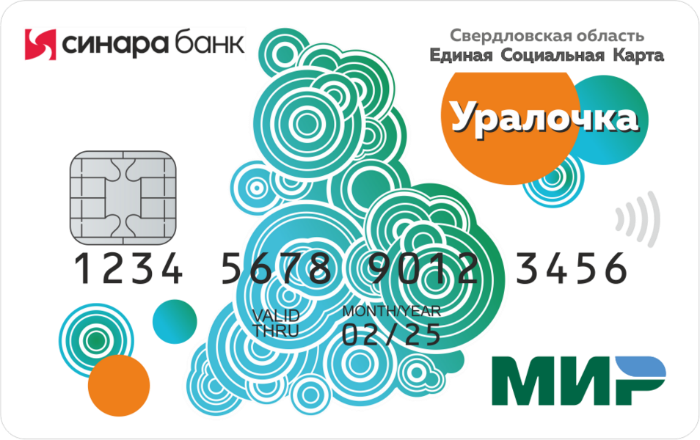 СИНАРА банк
Свердловская область
Единая Социальная Карта
Уралочка
1234 5678 9012 3456
VALID THRU
MONTH/YEAR
02/25
МИР